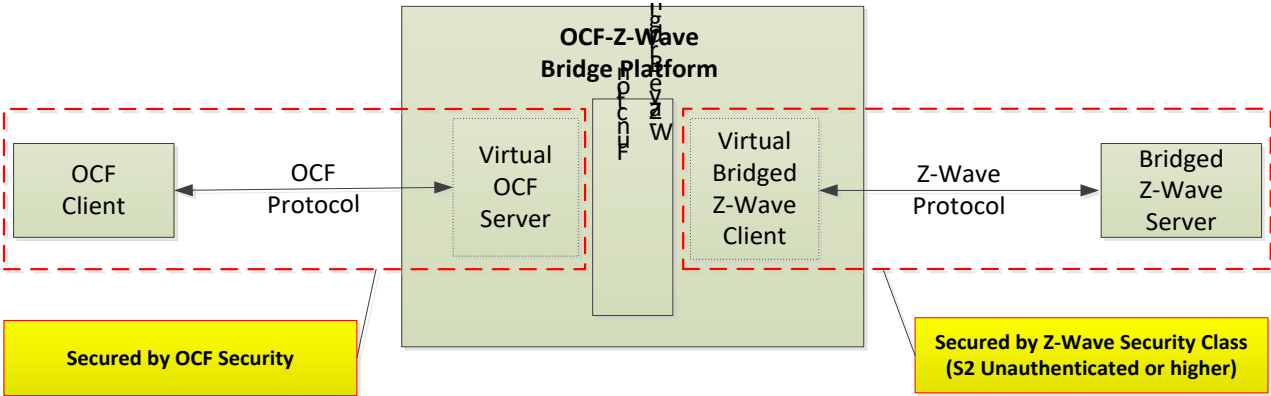 OCF-Z-Wave
Bridge Platform
OCF
Client
OCF
Protocol
Virtual
OCF
Server
Virtual
Bridged
Z-Wave
Client
Z-Wave
Protocol
Bridged
Z-Wave
Server
Secured by OCF Security
Secured by Z-Wave Security Class
(S2 Unauthenticated or higher)